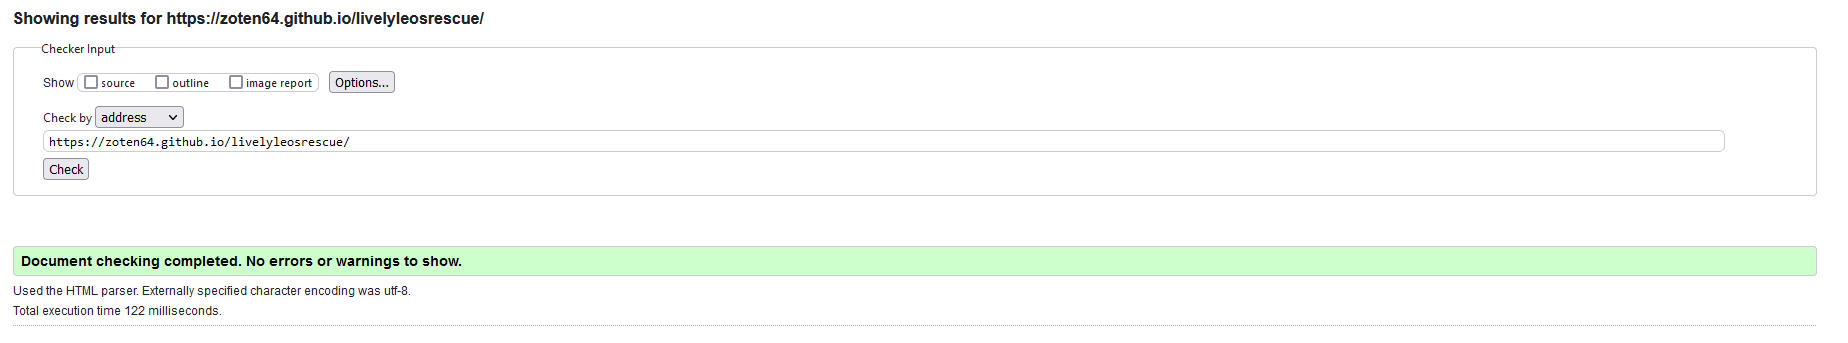 Showing results for https://zoten64.github.io/livelyleosrescue/
Checker Input
Show source outline image report Options...
Check by address
https://zoten64.github.io/livelyleosrescue/
Check
Document checking completed. No errors or warnings to show.
Used the HTML parser. Externally specified character encoding was utf-8.
Total execution time 122 milliseconds.